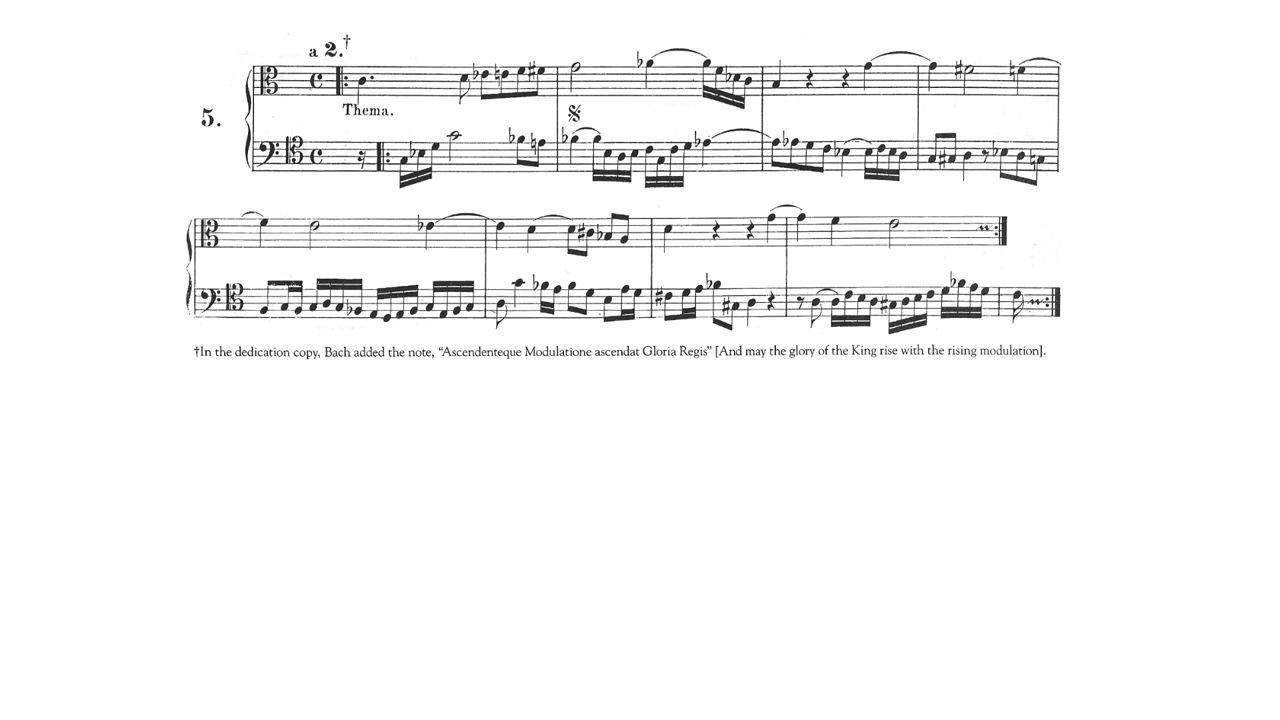 a 2.†
5.
Thema.
†In the dedication copy, Bach added the note, “Ascendenteque Modulatione ascendat Gloria Regis” [And may the glory of the King rise with the rising modulation].